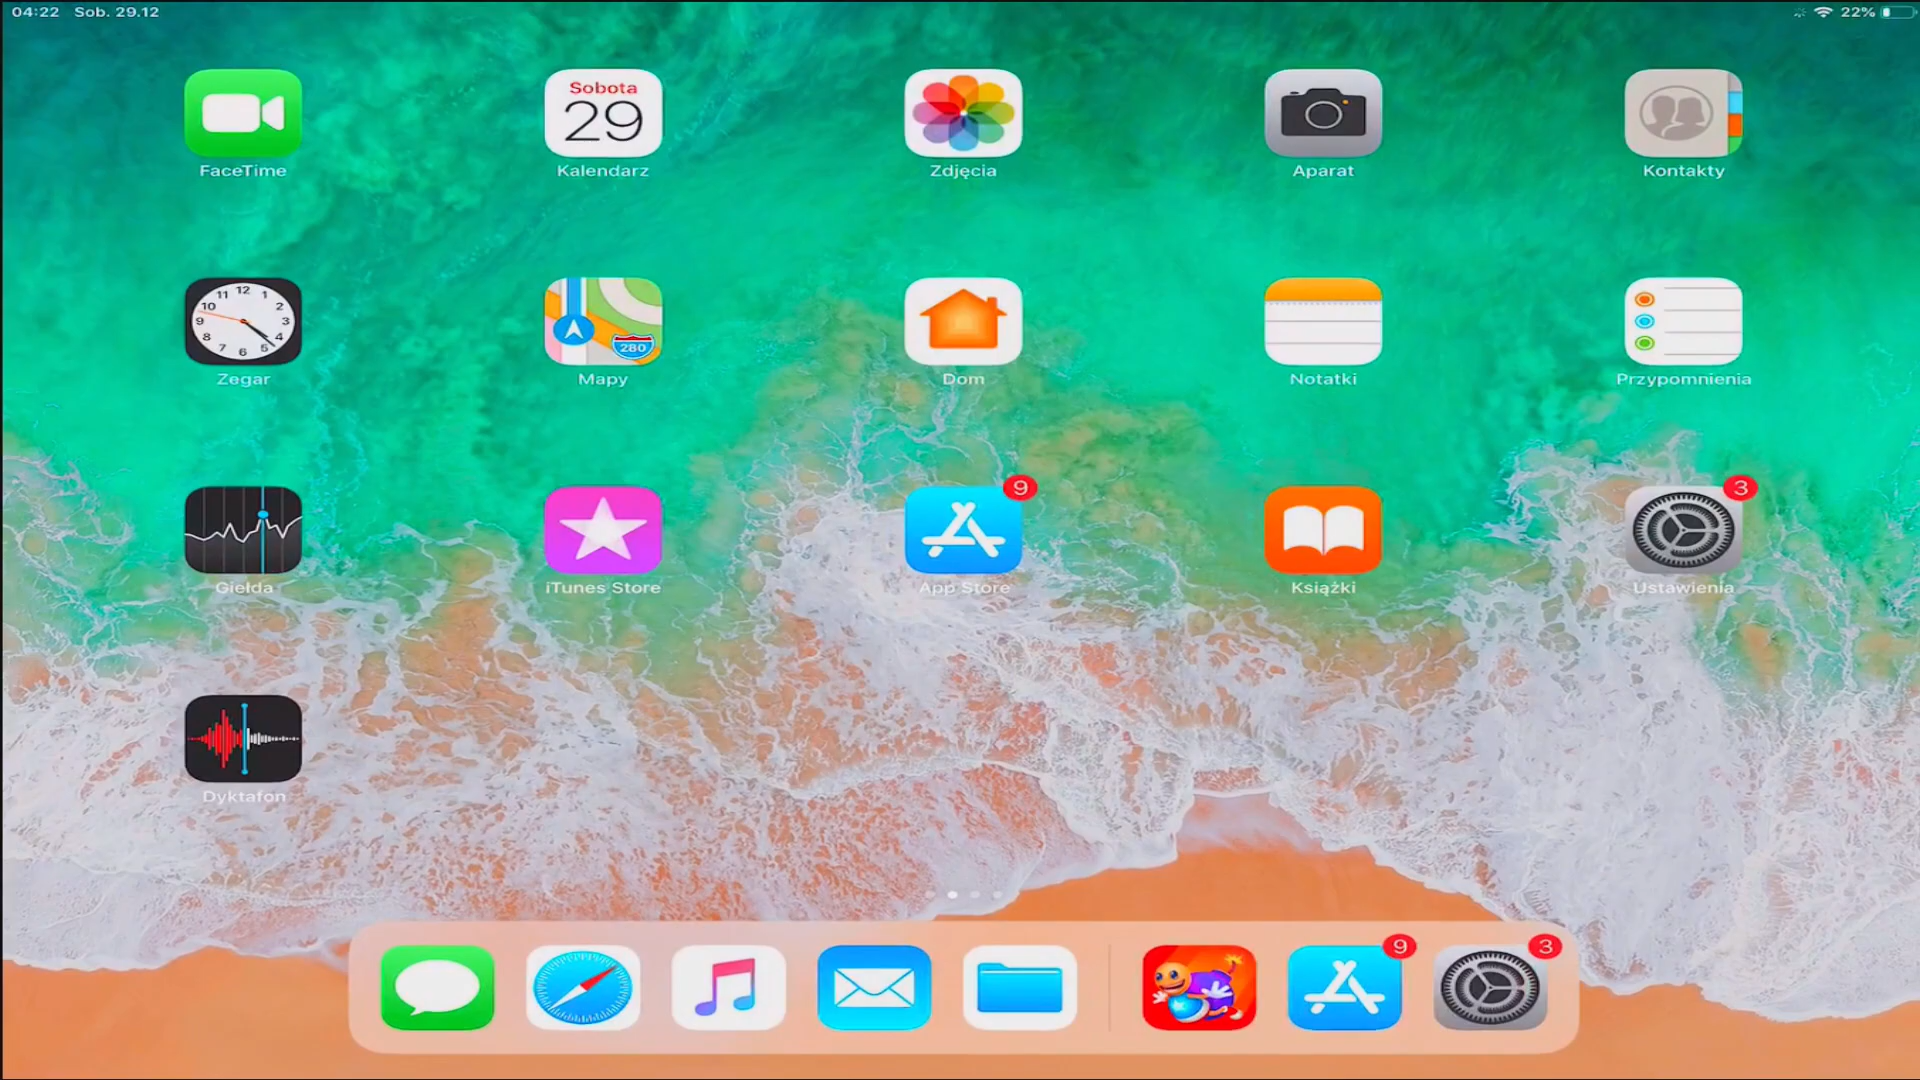 04:22 Sob. 29.12
22%
Sobota
29
FaceTime
Kalendarz
Zdjęcia
Aparat
Kontakty
12 1 2 3 4 5 6 7 8 9 10 11
280
Zegar
Mapy
Dom
Notatki
Przypomnienia
9
3
Giełda
iTunes Store
App Store
Książki
Ustawienia
Dyktafon
9
3